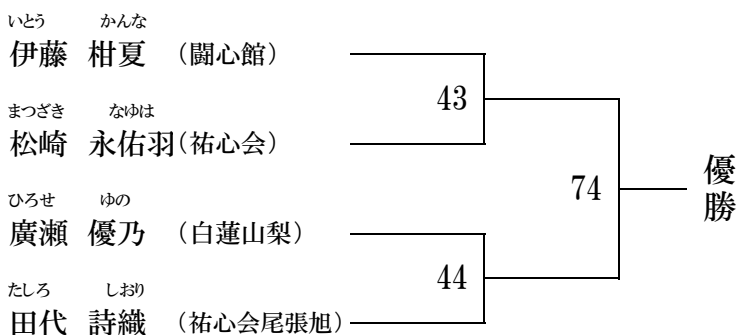 いとう かんな
伊藤 柑夏 （闘心館）
43
まつざき なゆは
松崎 永佑羽（祐心会）
74
優勝
ひろせ ゆの
廣瀬 優乃 （白蓮山梨）
44
たしろ しおり
田代 詩織 （祐心会尾張旭）